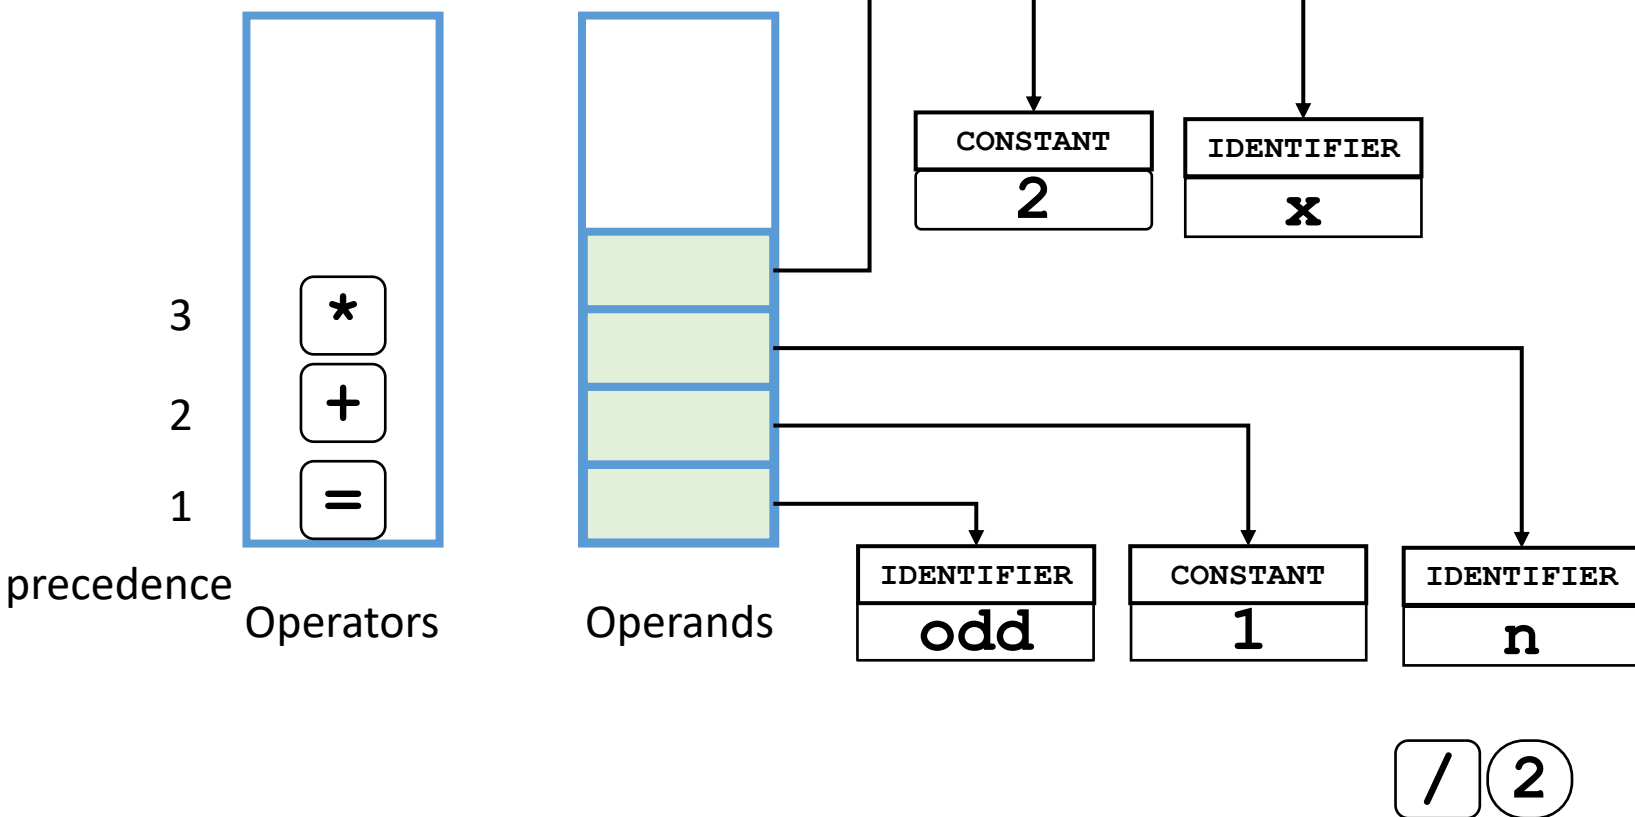 CONSTANT
2
IDENTIFIER
x
3
*
2
+
1
=
precedence
Operators
Operands
IDENTIFIER
odd
CONSTANT
1
IDENTIFIER
n
/ 2